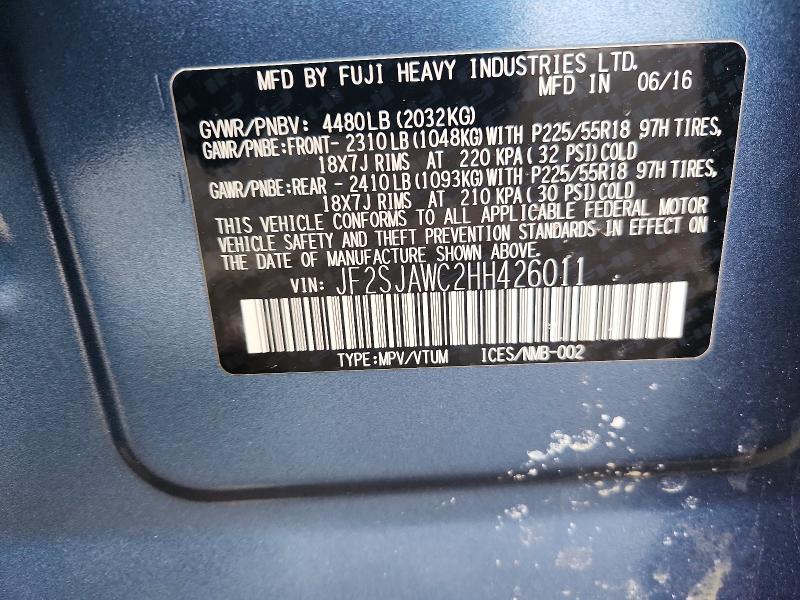 MFD BY FUJI HEAVY INDUSTRIES LTD.
MFD IN 06/16
GVWR/PNBV: 4480LB(2032KG)
GAWR/PNBE:FRONT- 2310LB(1048KG)WITH P225/55R18 97H TIRES,
18X7J RIMS AT 220 KPA(32 PSI)COLD
GAWR/PNBE:REAR - 2410LB(1093KG)WITH P225/55R18 97H TIRES,
18X7J RIMS AT 210 KPA(30 PSI)COLD
THIS VEHICLE CONFORMS TO ALL APPLICABLE FEDERAL MOTOR
VEHICLE SAFETY AND THEFT PREVENTION STANDARDS IN EFFECT ON
THE DATE OF MANUFACTURE SHOWN ABOVE.
VIN: JF2SJAWC2HH426011
TYPE:MPV/VTUM ICES/NMB-002